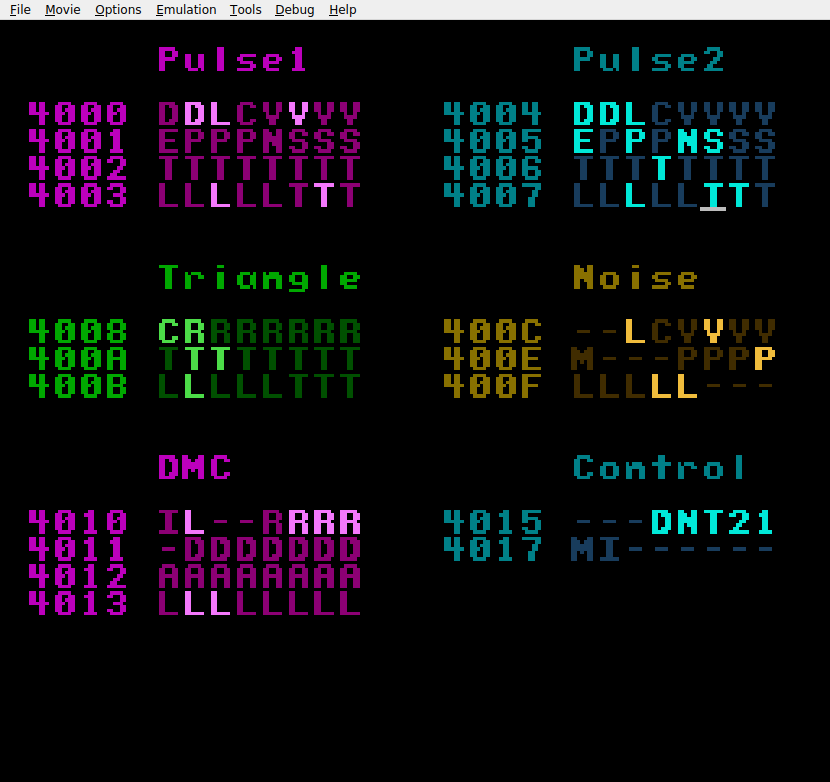 File Movie Options Emulation Tools Debug Help
Pulse1 Pulse2
4000 DDLCVVVV 4004 DDLCVVVV
4001 EPPPNSSS 4005 EPPPNSSS
4002 TTTTTTTT 4006 TTTTTTTT
4003 LLLLLTTT 4007 LLLLLTTT
Triangle Noise
4008 CRRRRRRR 400C --LCVVVV
400A TTTTTTTT 400E M---PPPP
400B LLLLLTTT 400F LLLLL---
DMC Control
4010 IL--RRRR 4015 ---DNT21
4011 -DDDDDDD 4017 MI------
4012 AAAAAAAA
4013 LLLLLLLL